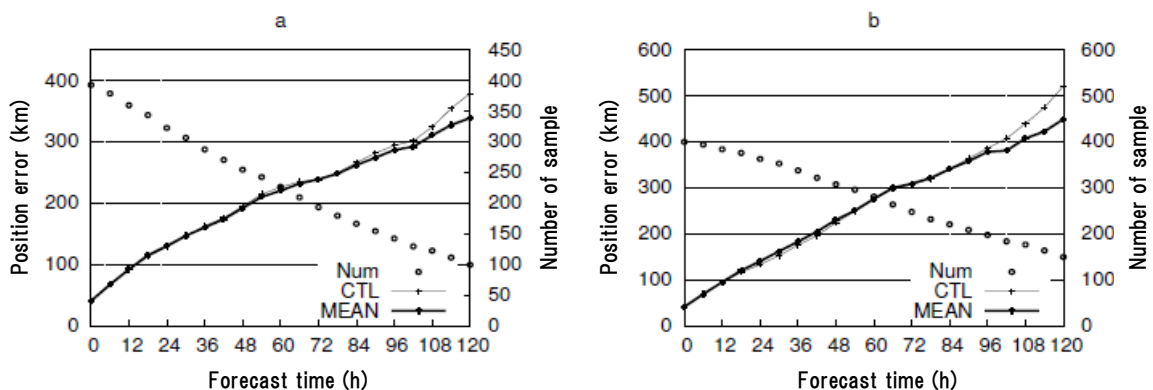 a
Position error (km)
400
300
200
100
0
450
400
350
300
250
200
150
100
50
0
Number of sample
Num
CTL
MEAN
0 12 24 36 48 60 72 84 96 108 120
Forecast time (h)
b
Position error (km)
600
500
400
300
200
100
0
600
500
400
300
200
100
0
Number of sample
Num
CTL
MEAN
0 12 24 36 48 60 72 84 96 108 120
Forecast time (h)